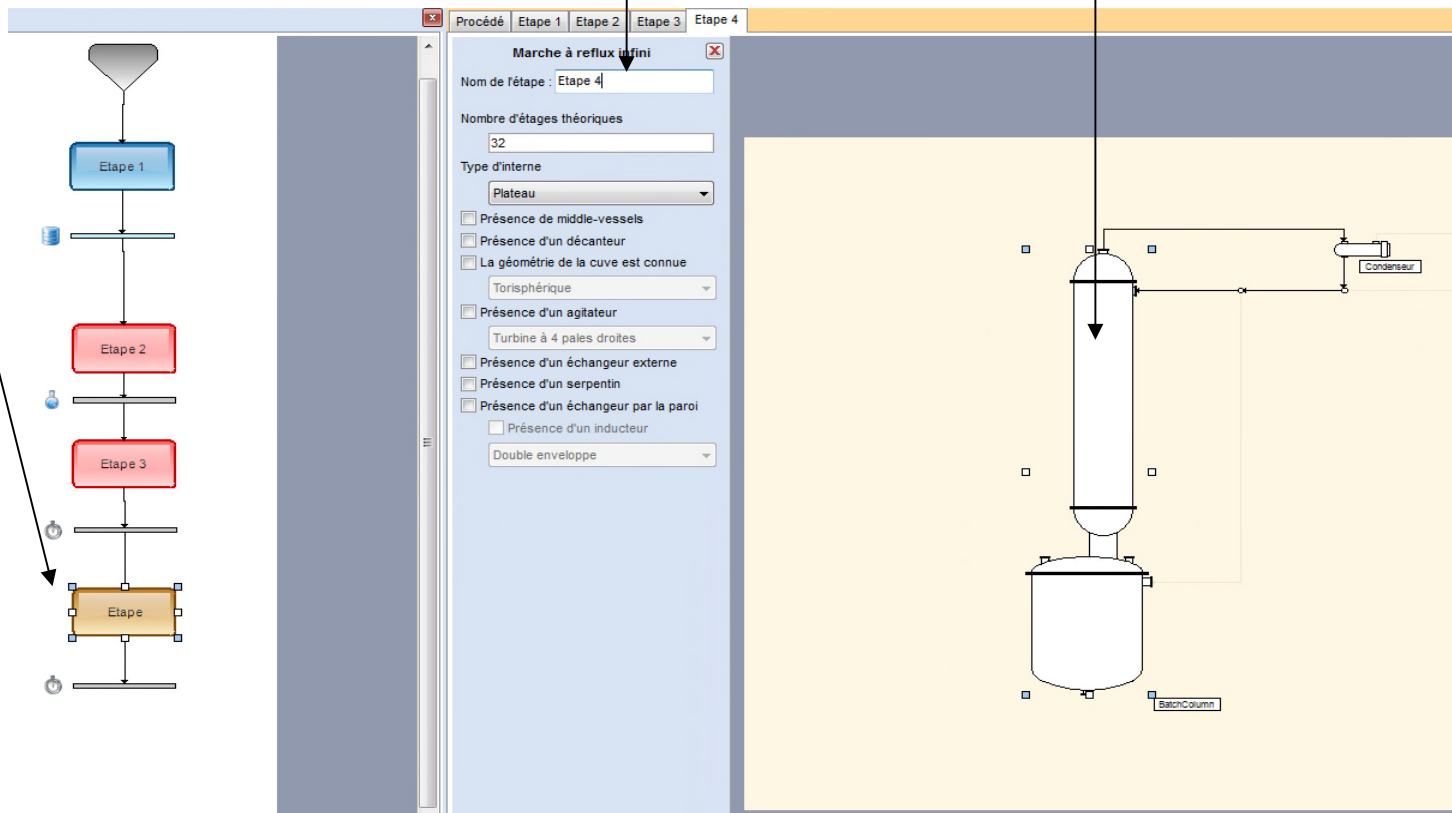 Procédé Etape 1 Etape 2 Etape 3 Etape 4
Etape 1
Etape 2
Etape 3
Etape
Marche à reflux infini
Nom de l'étape : Etape 4
Nombre d'étages théoriques
32
Type d'interne
Plateau
Présence de middle-vessels
Présence d'un décanteur
La géométrie de la cuve est connue
Torisphérique
Présence d'un agitateur
Turbine à 4 pales droites
Présence d'un échangeur externe
Présence d'un serpentin
Présence d'un échangeur par la paroi
Présence d'un inducteur
Double enveloppe
Condenseur
BatchColumn